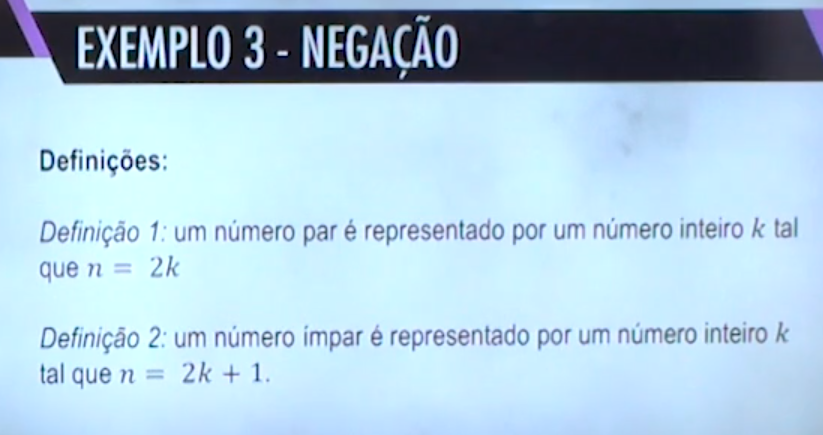 EXEMPLO 3 - NEGAÇÃO
Definições:
Definição 1: um número par é representado por um número inteiro k tal
que n = 2k
Definição 2: um número ímpar é representado por um número inteiro k
tal que n = 2k + 1.